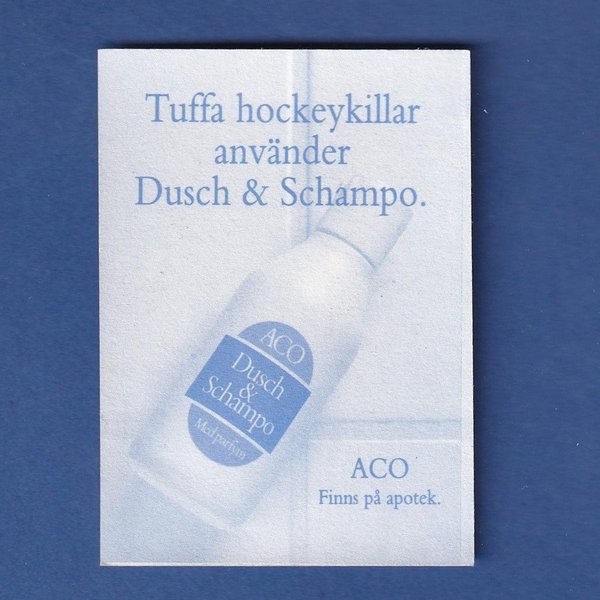 Tuffa hockeykillar
använder
Dusch & Schampo.
ACO
Dusch
&
Schampo
Med parfym
ACO
Finns på apotek.